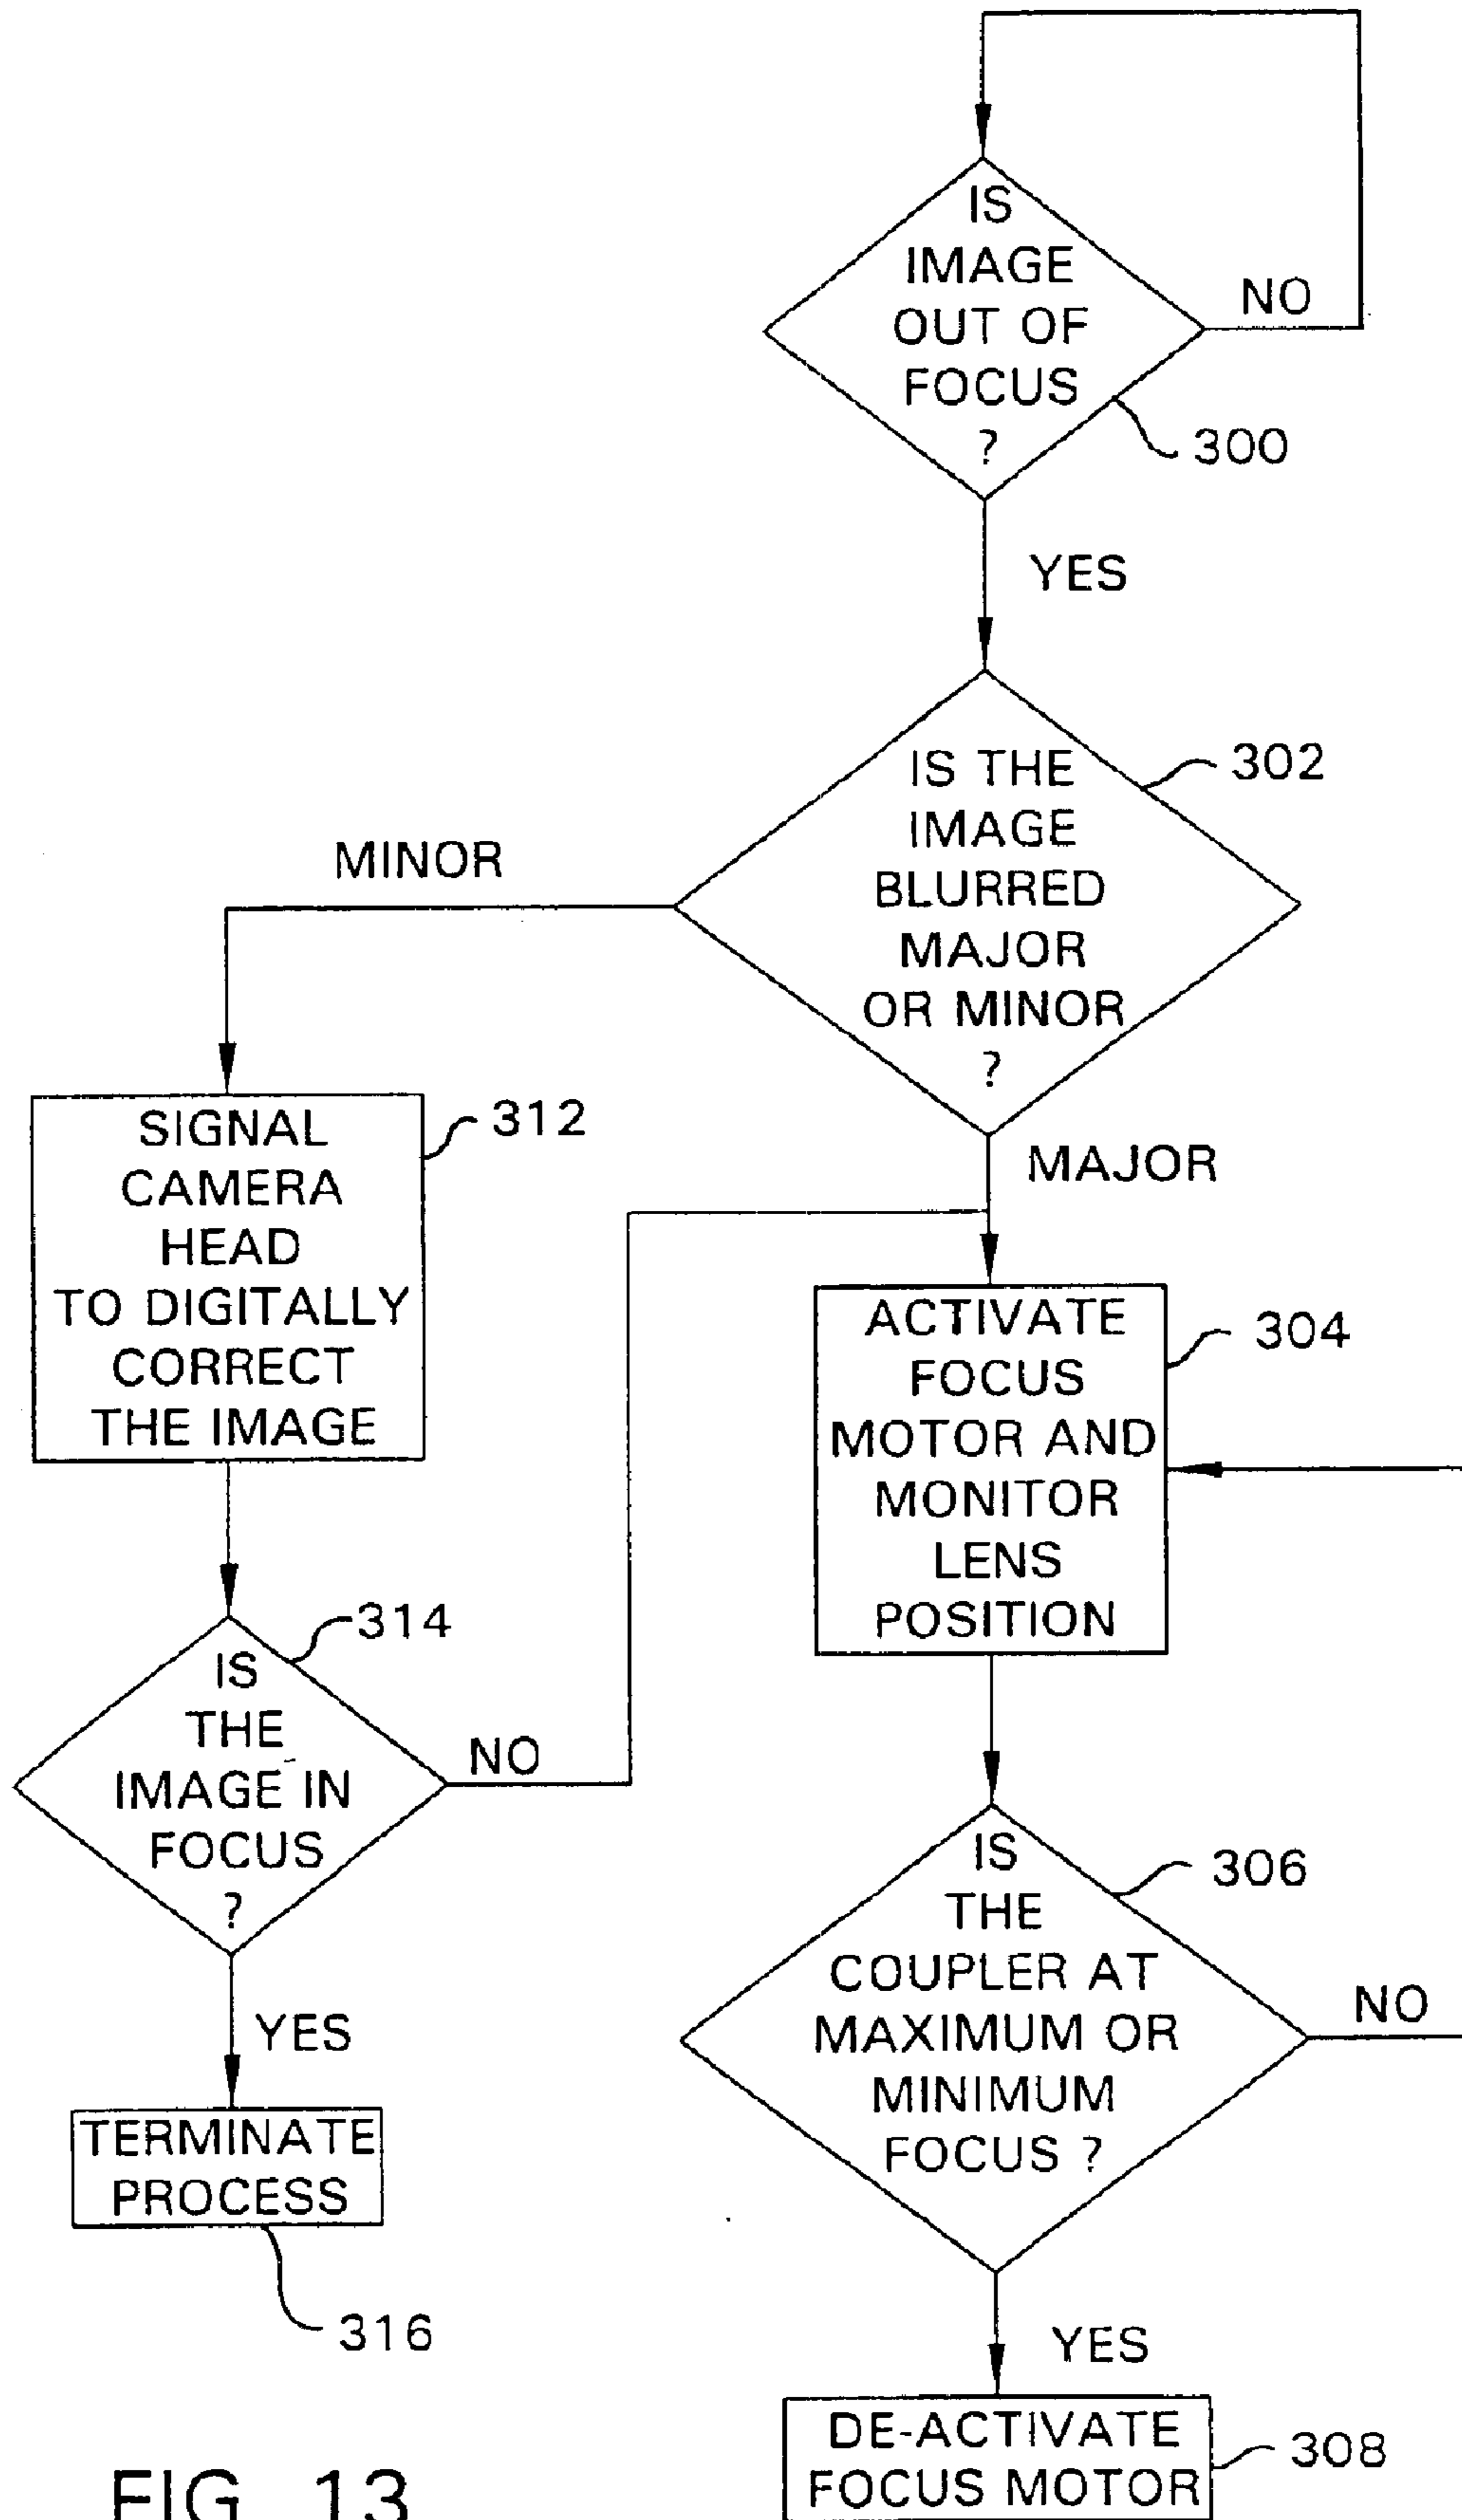 IS
IMAGE
OUT OF
FOCUS
?
NO
300
YES
IS THE
IMAGE
BLURRED
MAJOR
OR MINOR
?
302
MINOR
MAJOR
SIGNAL
CAMERA
HEAD
TO DIGITALLY
CORRECT
THE IMAGE
312
ACTIVATE
FOCUS
MOTOR AND
MONITOR
LENS
POSITION
304
IS
THE
IMAGE IN
FOCUS
?
314
NO
YES
TERMINATE
PROCESS
316
IS
THE
COUPLER AT
MAXIMUM OR
MINIMUM
FOCUS ?
306
NO
YES
DE-ACTIVATE
FOCUS MOTOR
308
FIG. 13